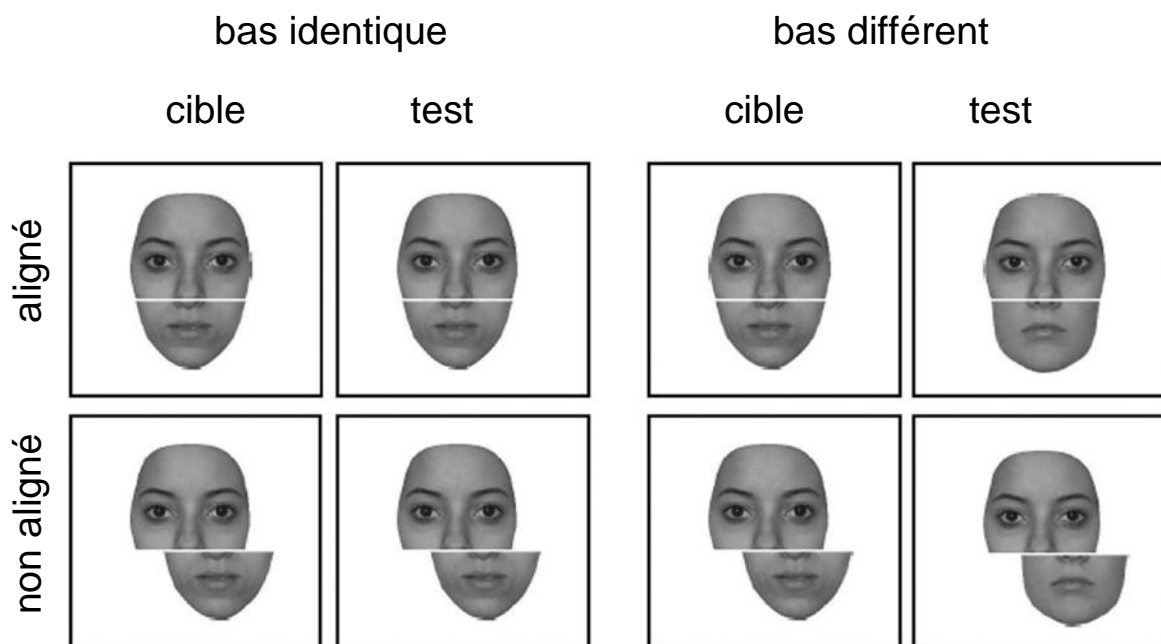 bas identique bas différent
cible test cible test
aligné
non aligné